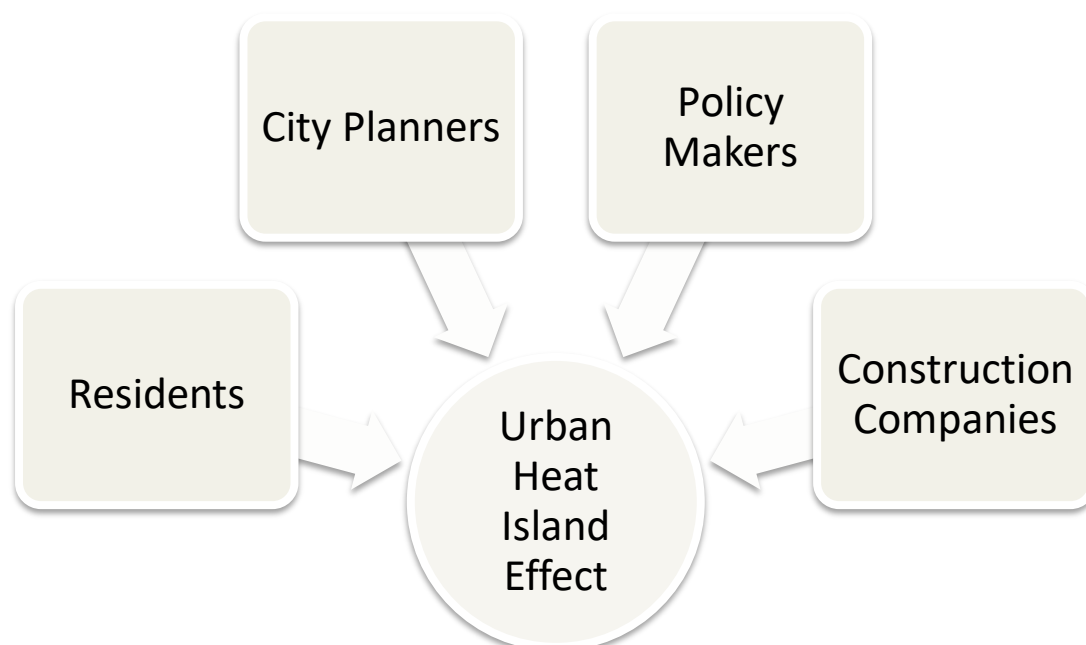 City Planners
Policy
Makers
Residents
Construction
Companies
Urban
Heat
Island
Effect